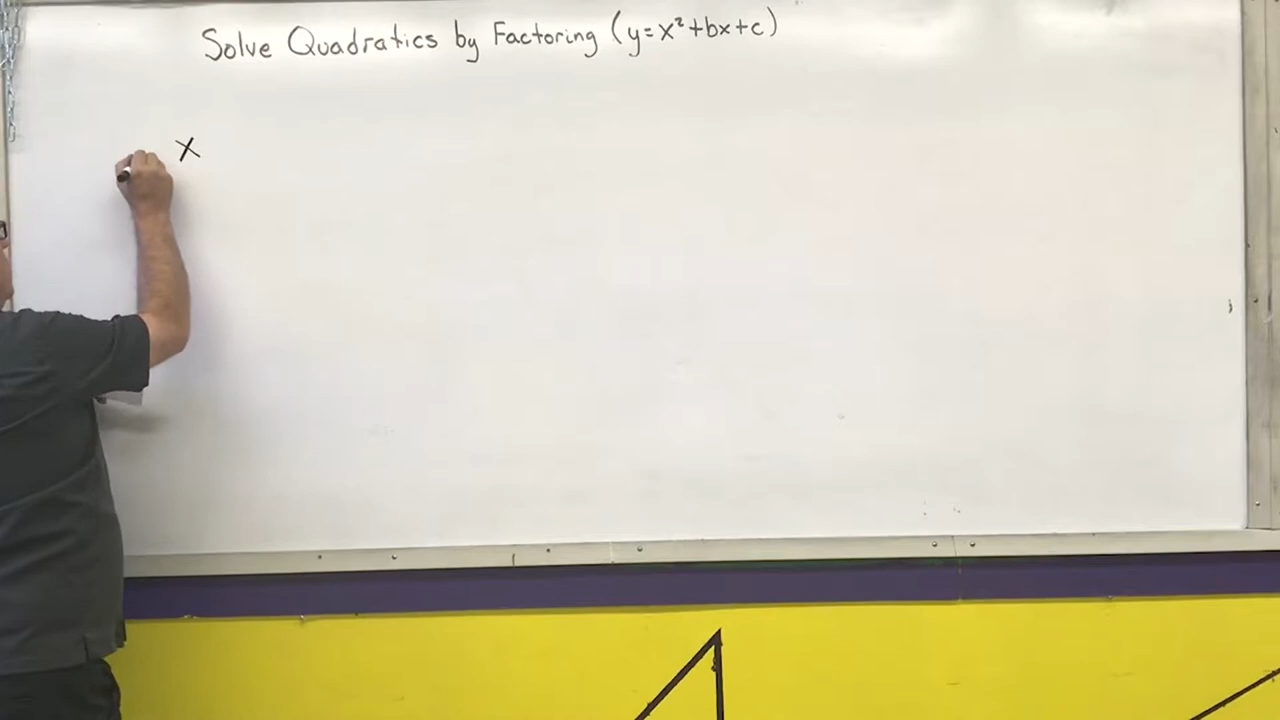 Solve Quadratics by Factoring (y=x²+bx+c)
x